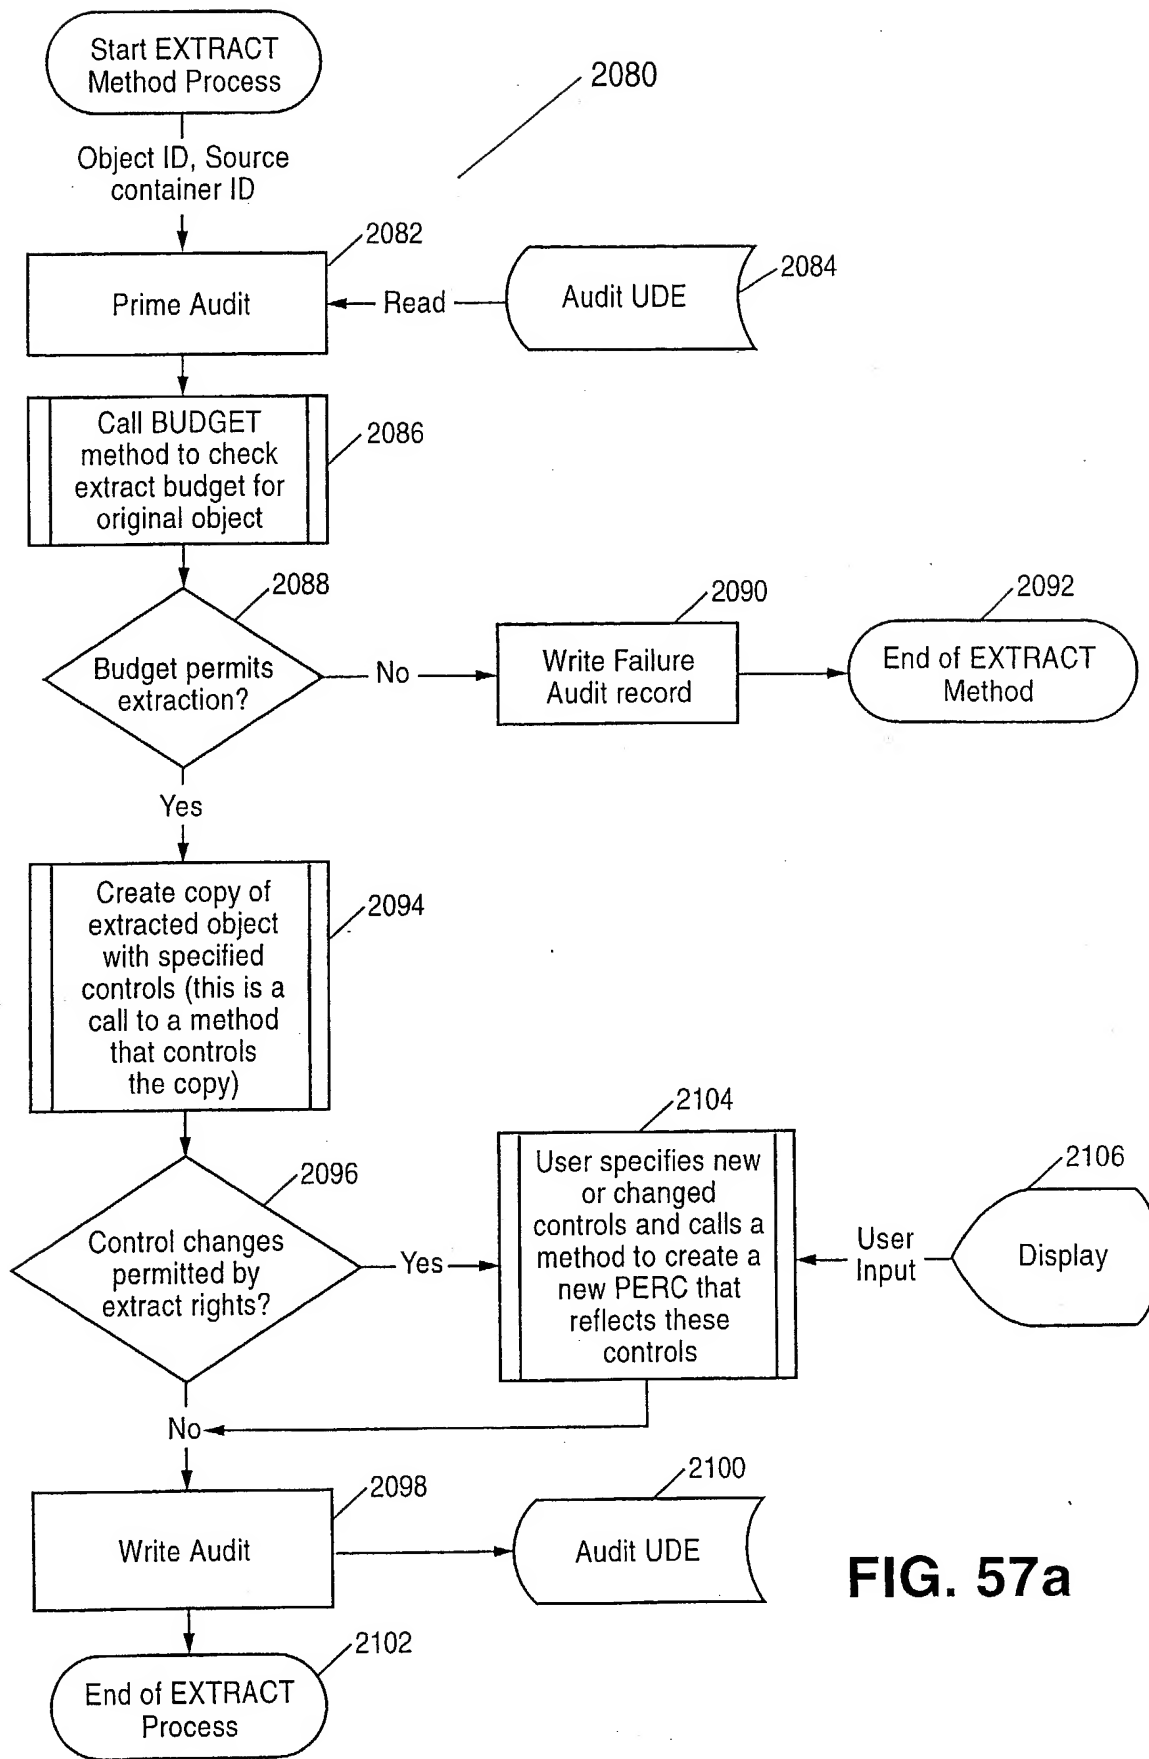 Start EXTRACT
Method Process
2080
Object ID, Source
container ID
2082
Prime Audit
Read
Audit UDE
2084
Call BUDGET
method to check
extract budget for
original object
2086
2088
Budget permits
extraction?
No
2090
Write Failure
Audit record
2092
End of EXTRACT
Method
Yes
Create copy of
extracted object
with specified
controls (this is a
call to a method
that controls
the copy)
2094
2096
Control changes
permitted by
extract rights?
Yes
2104
User specifies new
or changed
controls and calls a
method to create a
new PERC that
reflects these
controls
User
Input
2106
Display
No
2098
Write Audit
2100
Audit UDE
FIG. 57a
2102
End of EXTRACT
Process